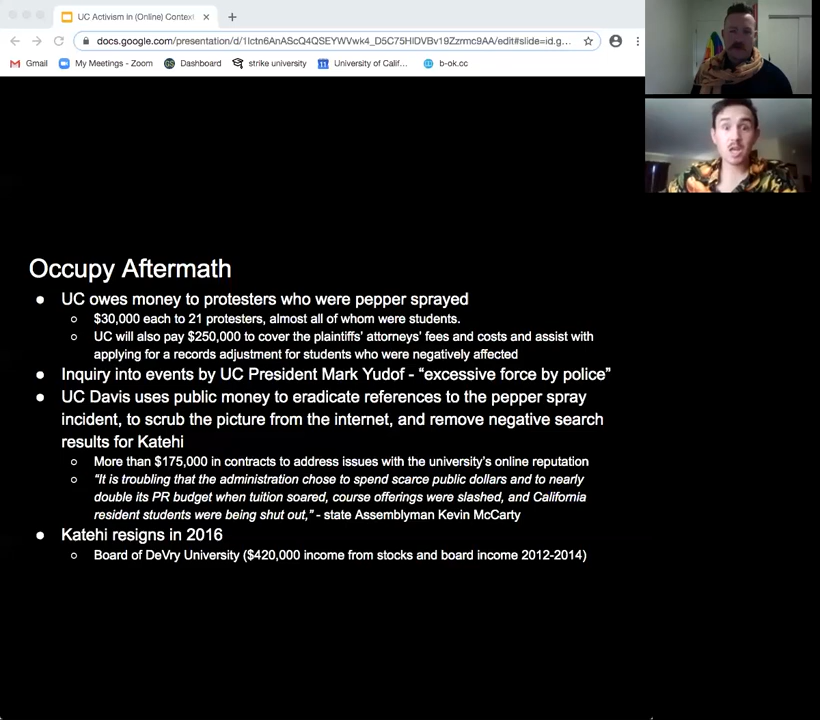 UC Activism In (Online) Context
docs.google.com/presentation/d/1Ictn6AnAScQ4QSEYWVwk4_D5C75HIDVBv19Zzrmc9AA/edit#slide=id.g...
Gmail My Meetings - Zoom Dashboard strike university University of Calif... b-ok.cc
Occupy Aftermath
● UC owes money to protesters who were pepper sprayed
○ $30,000 each to 21 protesters, almost all of whom were students.
○ UC will also pay $250,000 to cover the plaintiffs' attorneys' fees and costs and assist with
applying for a records adjustment for students who were negatively affected
● Inquiry into events by UC President Mark Yudof - “excessive force by police”
● UC Davis uses public money to eradicate references to the pepper spray
incident, to scrub the picture from the internet, and remove negative search
results for Katehi
○ More than $175,000 in contracts to address issues with the university's online reputation
○ “It is troubling that the administration chose to spend scarce public dollars and to nearly
double its PR budget when tuition soared, course offerings were slashed, and California
resident students were being shut out,” - state Assemblyman Kevin McCarty
● Katehi resigns in 2016
○ Board of DeVry University ($420,000 income from stocks and board income 2012-2014)